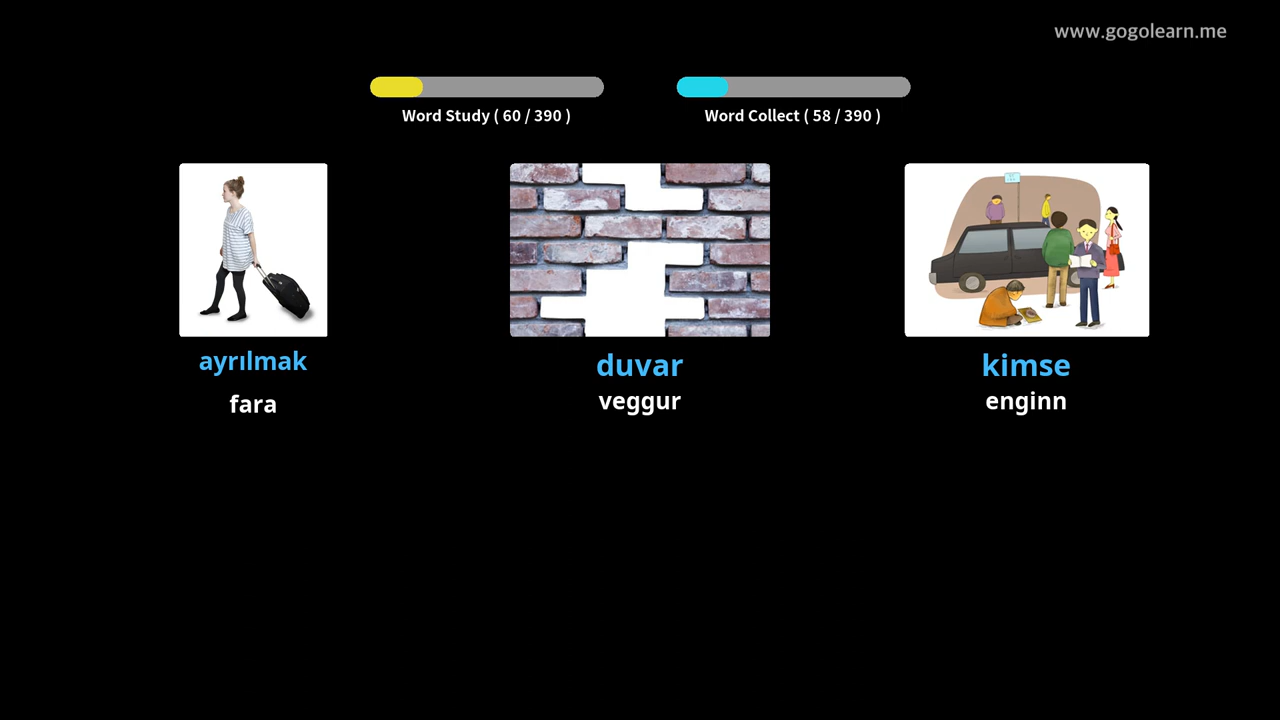 www.gogolearn.me
Word Study ( 60 / 390 )
Word Collect ( 58 / 390 )
ayrılmak
fara
duvar
veggur
kimse
enginn